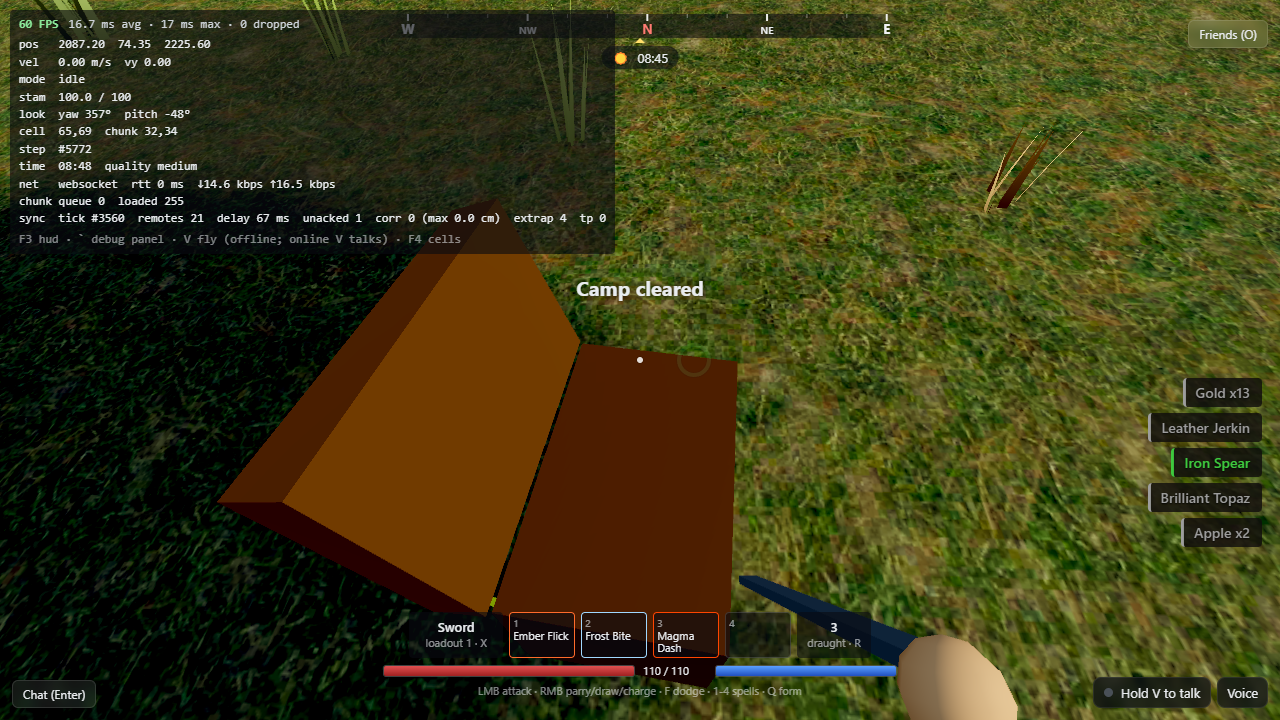 60 FPS 16.7 ms avg · 17 ms max · 0 dropped
pos 2087.20 74.35 2225.60
vel 0.00 m/s vy 0.00
mode idle
stam 100.0 / 100
look yaw 357° pitch -48°
cell 65,69 chunk 32,34
step #5772
time 08:48 quality medium
net websocket rtt 0 ms ↓14.6 kbps ↑16.5 kbps
chunk queue 0 loaded 255
sync tick #3560 remotes 21 delay 67 ms unacked 1 corr 0 (max 0.0 cm) extrap 4 tp 0
F3 hud · ` debug panel · V fly (offline; online V talks) · F4 cells
W NW N NE E
08:45
Friends (O)
Camp cleared
Gold x13
Leather Jerkin
Iron Spear
Brilliant Topaz
Apple x2
Sword
loadout 1 · X
1
Ember Flick
2
Frost Bite
3
Magma
Dash
4
3
draught · R
110 / 110
LMB attack · RMB parry/draw/charge · F dodge · 1-4 spells · Q form
Chat (Enter)
Hold V to talk
Voice